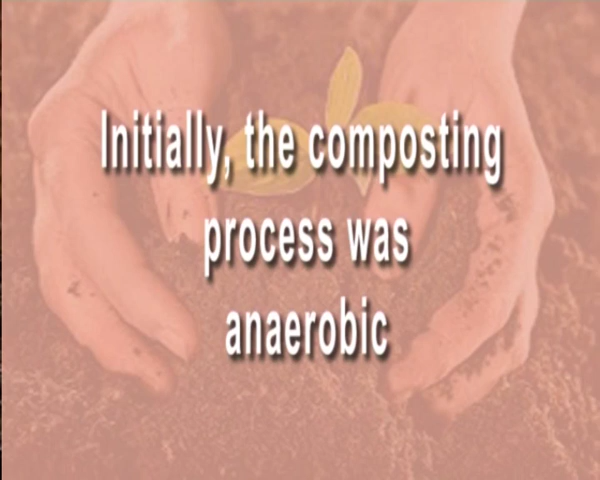 Initially, the composting
process was
anaerobic